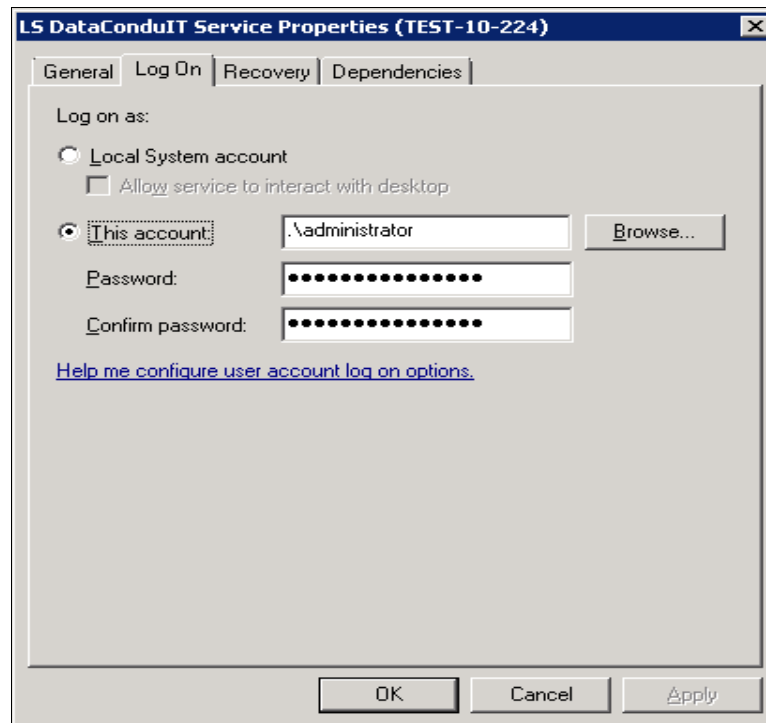 LS DataConduIT Service Properties (TEST-10-224)
General Log On Recovery Dependencies
Log on as:
Local System account
Allow service to interact with desktop
This account: .\administrator Browse...
Password: •••••••••••••••
Confirm password: •••••••••••••••
Help me configure user account log on options.
OK Cancel Apply